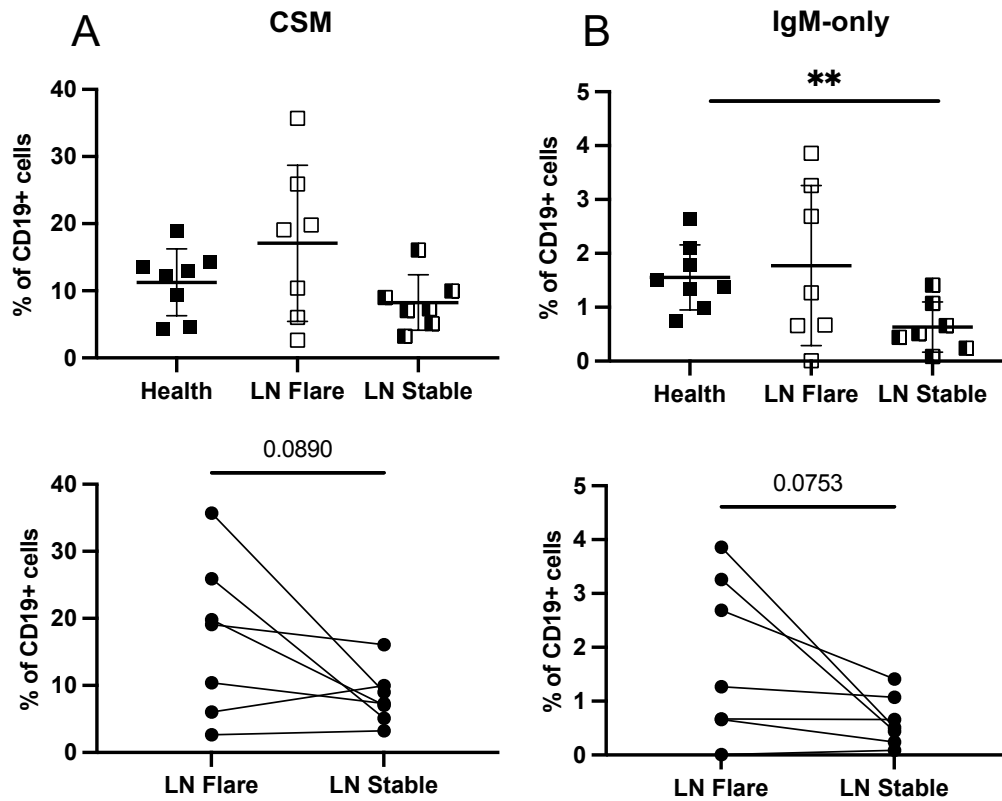 A
CSM
% of CD19+ cells
40
30
20
10
0
Health
LN Flare
LN Stable
B
IgM-only
**
% of CD19+ cells
5
4
3
2
1
0
Health
LN Flare
LN Stable
0.0890
% of CD19+ cells
40
30
20
10
0
LN Flare
LN Stable
0.0753
% of CD19+ cells
5
4
3
2
1
0
LN Flare
LN Stable